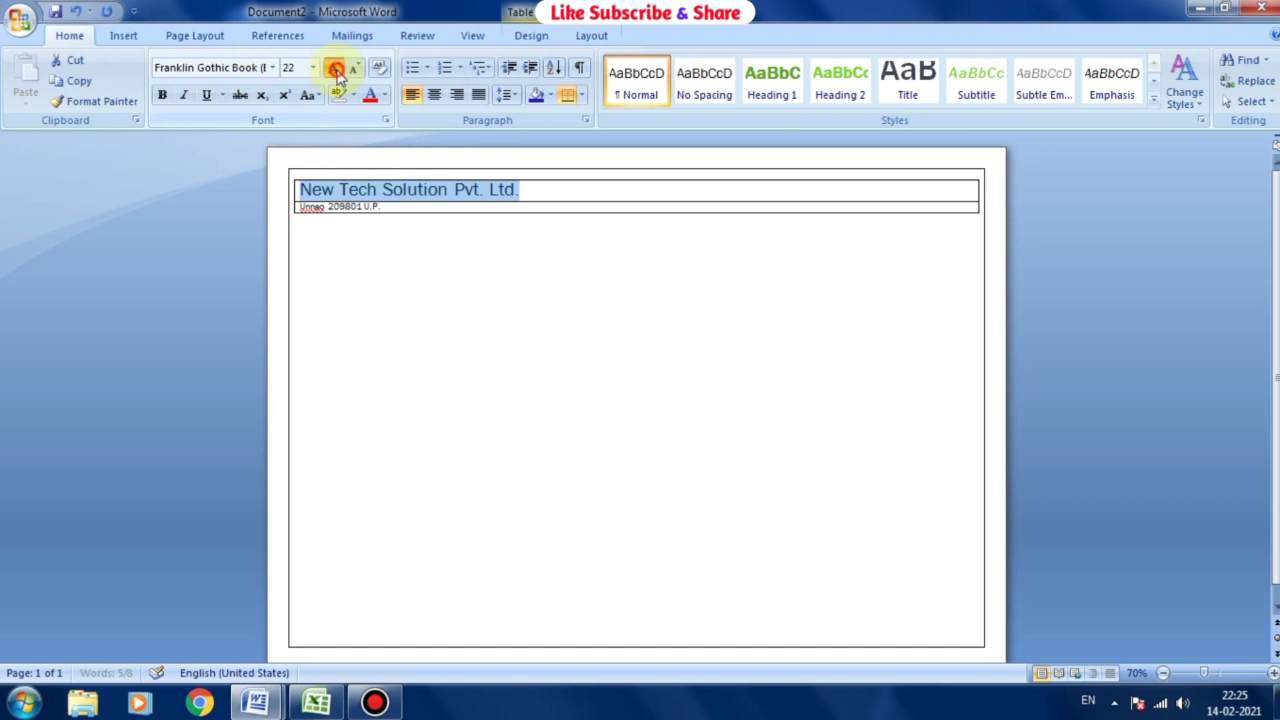 Document2 - Microsoft Word
Table
Like Subscribe & Share
Home Insert Page Layout References Mailings Review View Design Layout
Paste
Cut
Copy
Format Painter
Clipboard
Franklin Gothic Book (E 22
Font
Paragraph
AaBbCcD AaBbCcD AaBbC AaBbCc AaB AaBbCc AaBbCcD AaBbCcD
¶ Normal No Spacing Heading 1 Heading 2 Title Subtitle Subtle Em... Emphasis
Change
Styles
Styles
Find
Replace
Select
Editing
New Tech Solution Pvt. Ltd.
Unnao 209801 U.P.
Page: 1 of 1 Words: 5/8 English (United States) 70%
EN
22:25
14-02-2021